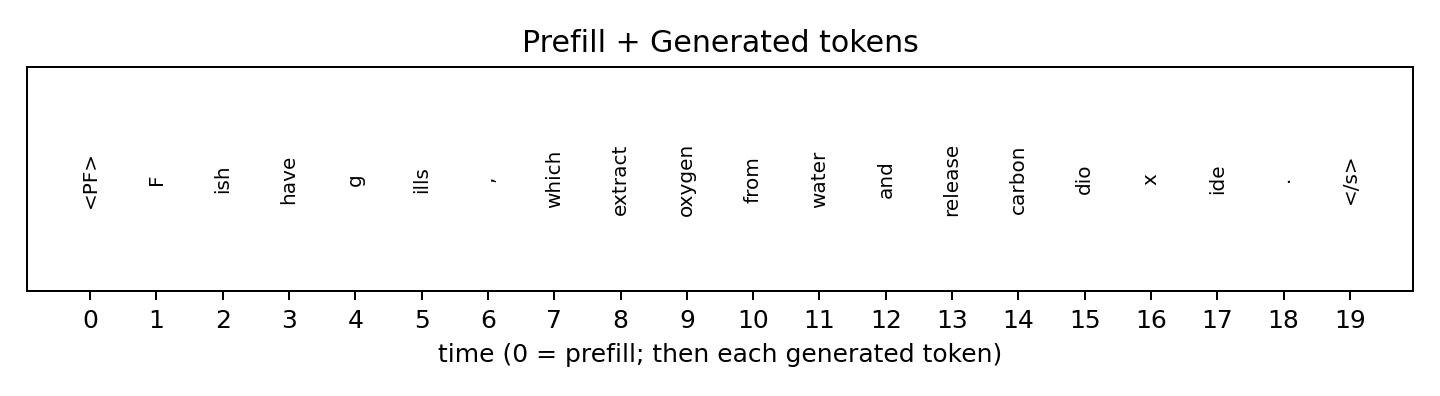 Prefill + Generated tokens
<PF> F ish have g ills , which extract oxygen from water and release carbon dio x ide . </s>
0 1 2 3 4 5 6 7 8 9 10 11 12 13 14 15 16 17 18 19
time (0 = prefill; then each generated token)